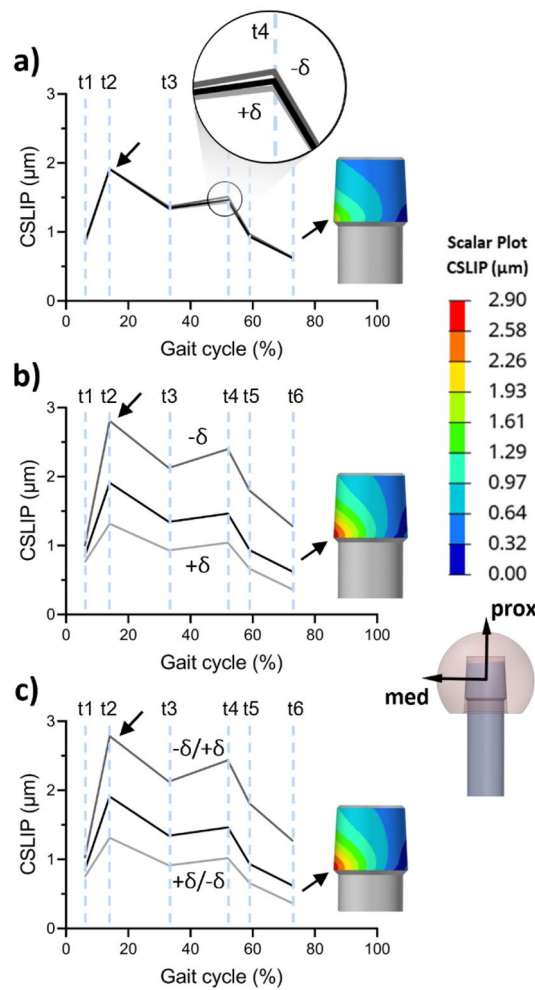 a)
t4
-δ
+δ
t1 t2 t3
3
2
1
0
CSLIP (µm)
0 20 40 60 80 100
Gait cycle (%)
Scalar Plot
CSLIP (µm)
2.90
2.58
2.26
1.93
1.61
1.29
0.97
0.64
0.32
0.00
b)
t1 t2 t3 t4 t5 t6
3
2
1
0
CSLIP (µm)
-δ
+δ
0 20 40 60 80 100
Gait cycle (%)
prox
med
c)
t1 t2 t3 t4 t5 t6
3
2
1
0
CSLIP (µm)
-δ/+δ
+δ/-δ
0 20 40 60 80 100
Gait cycle (%)